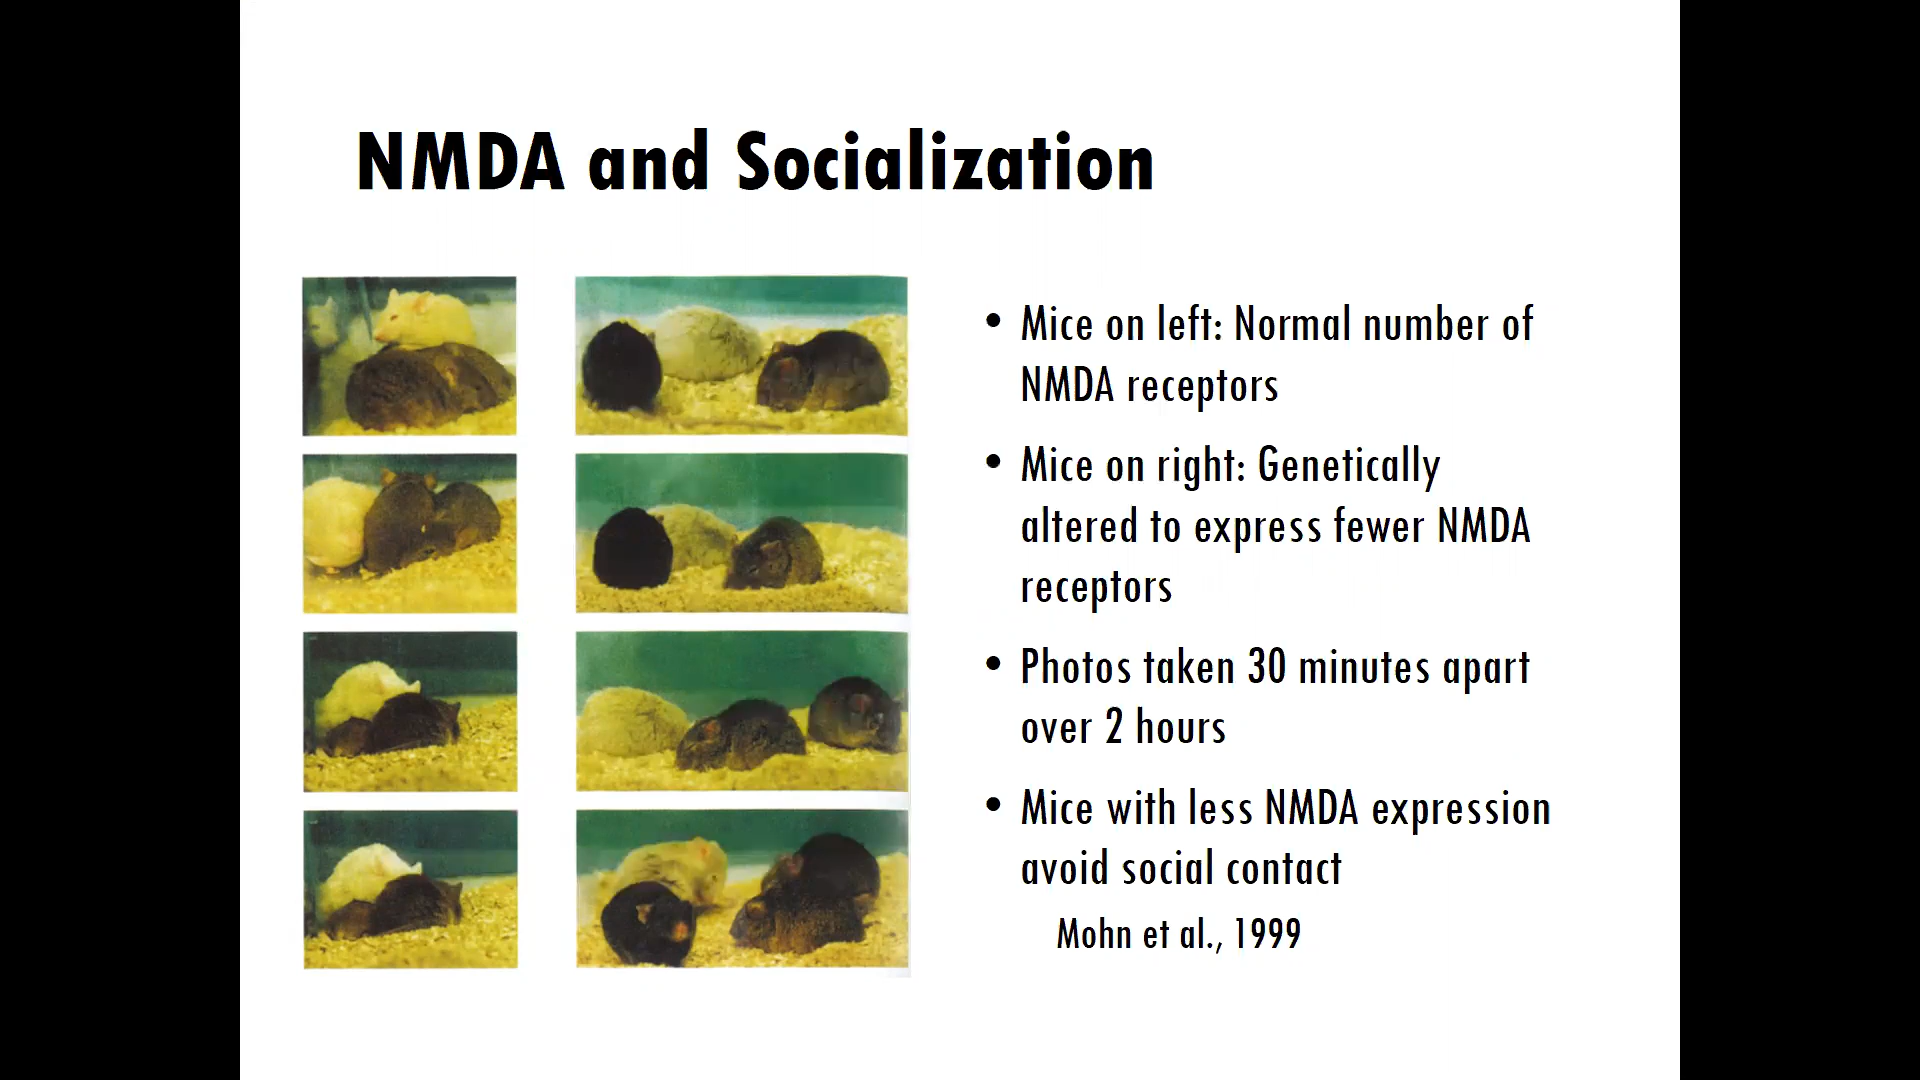 NMDA and Socialization
• Mice on left: Normal number of
NMDA receptors
• Mice on right: Genetically
altered to express fewer NMDA
receptors
• Photos taken 30 minutes apart
over 2 hours
• Mice with less NMDA expression
avoid social contact
Mohn et al., 1999